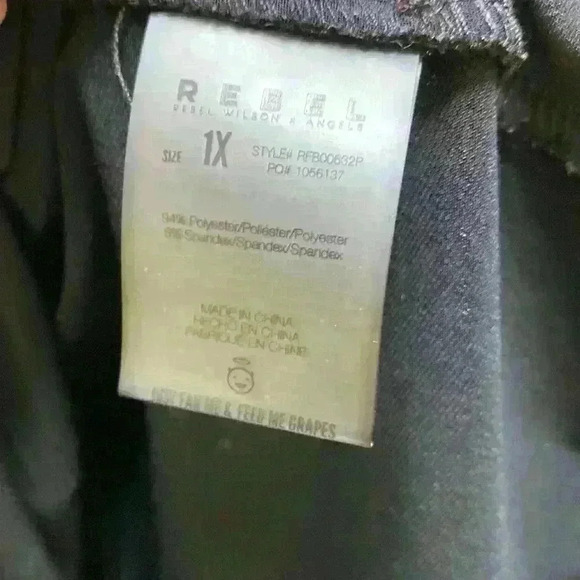 REBEL
REBEL WILSON X ANGELS
SIZE 1X
STYLE# RFB00632P
PO# 1056137
94% Polyester/Poliéster/Polyester
6% Spandex/Spandex/Spandex
MADE IN CHINA
HECHO EN CHINA
FABRIQUE EN CHINE
NOW FAN ME & FEED ME GRAPES